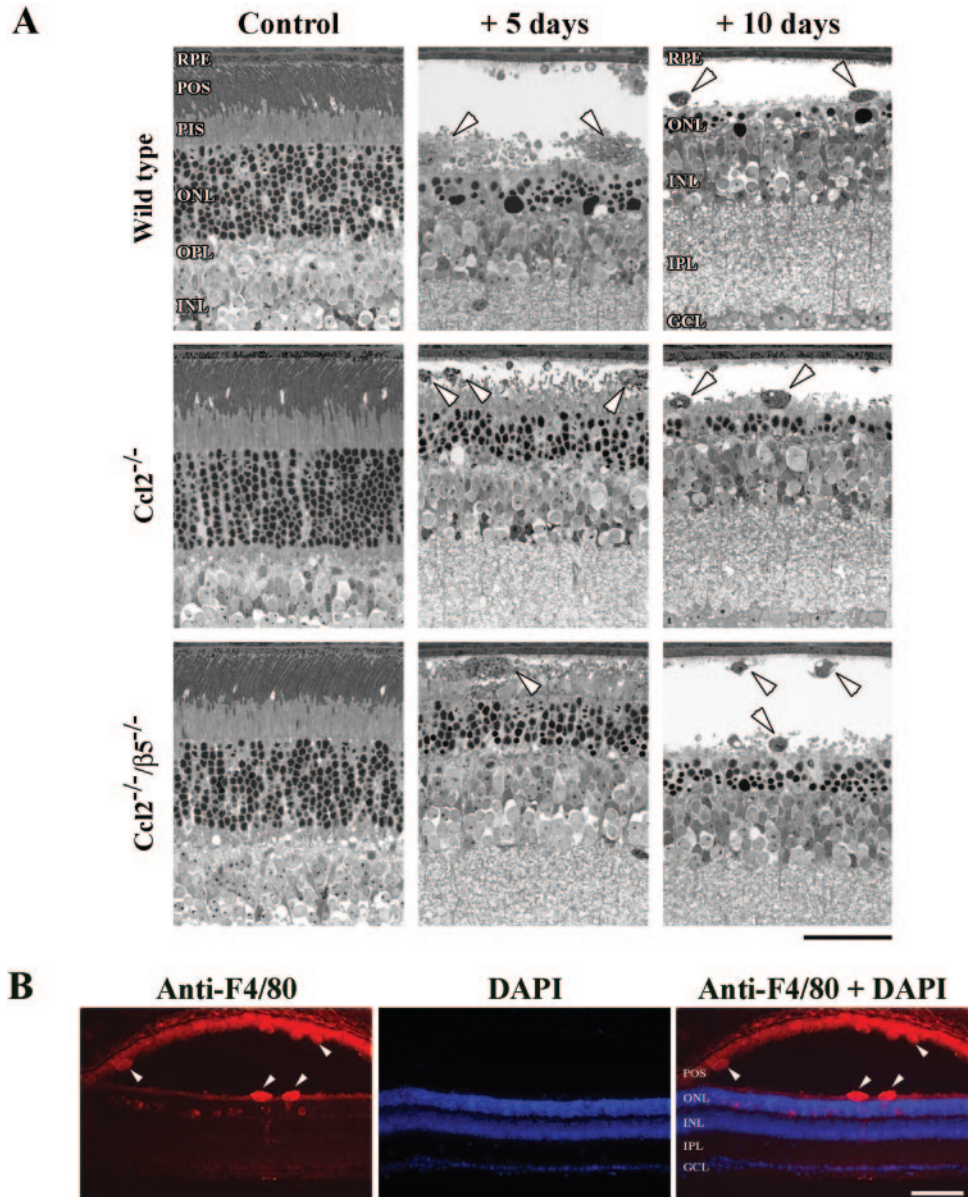 A
Control
+ 5 days
+ 10 days
Wild type
RPE
POS
PIS
ONL
OPL
INL
RPE
ONL
INL
IPL
GCL
Ccl2-/-
Ccl2-/-/β5-/-
B
Anti-F4/80
DAPI
Anti-F4/80 + DAPI
POS
ONL
INL
IPL
GCL